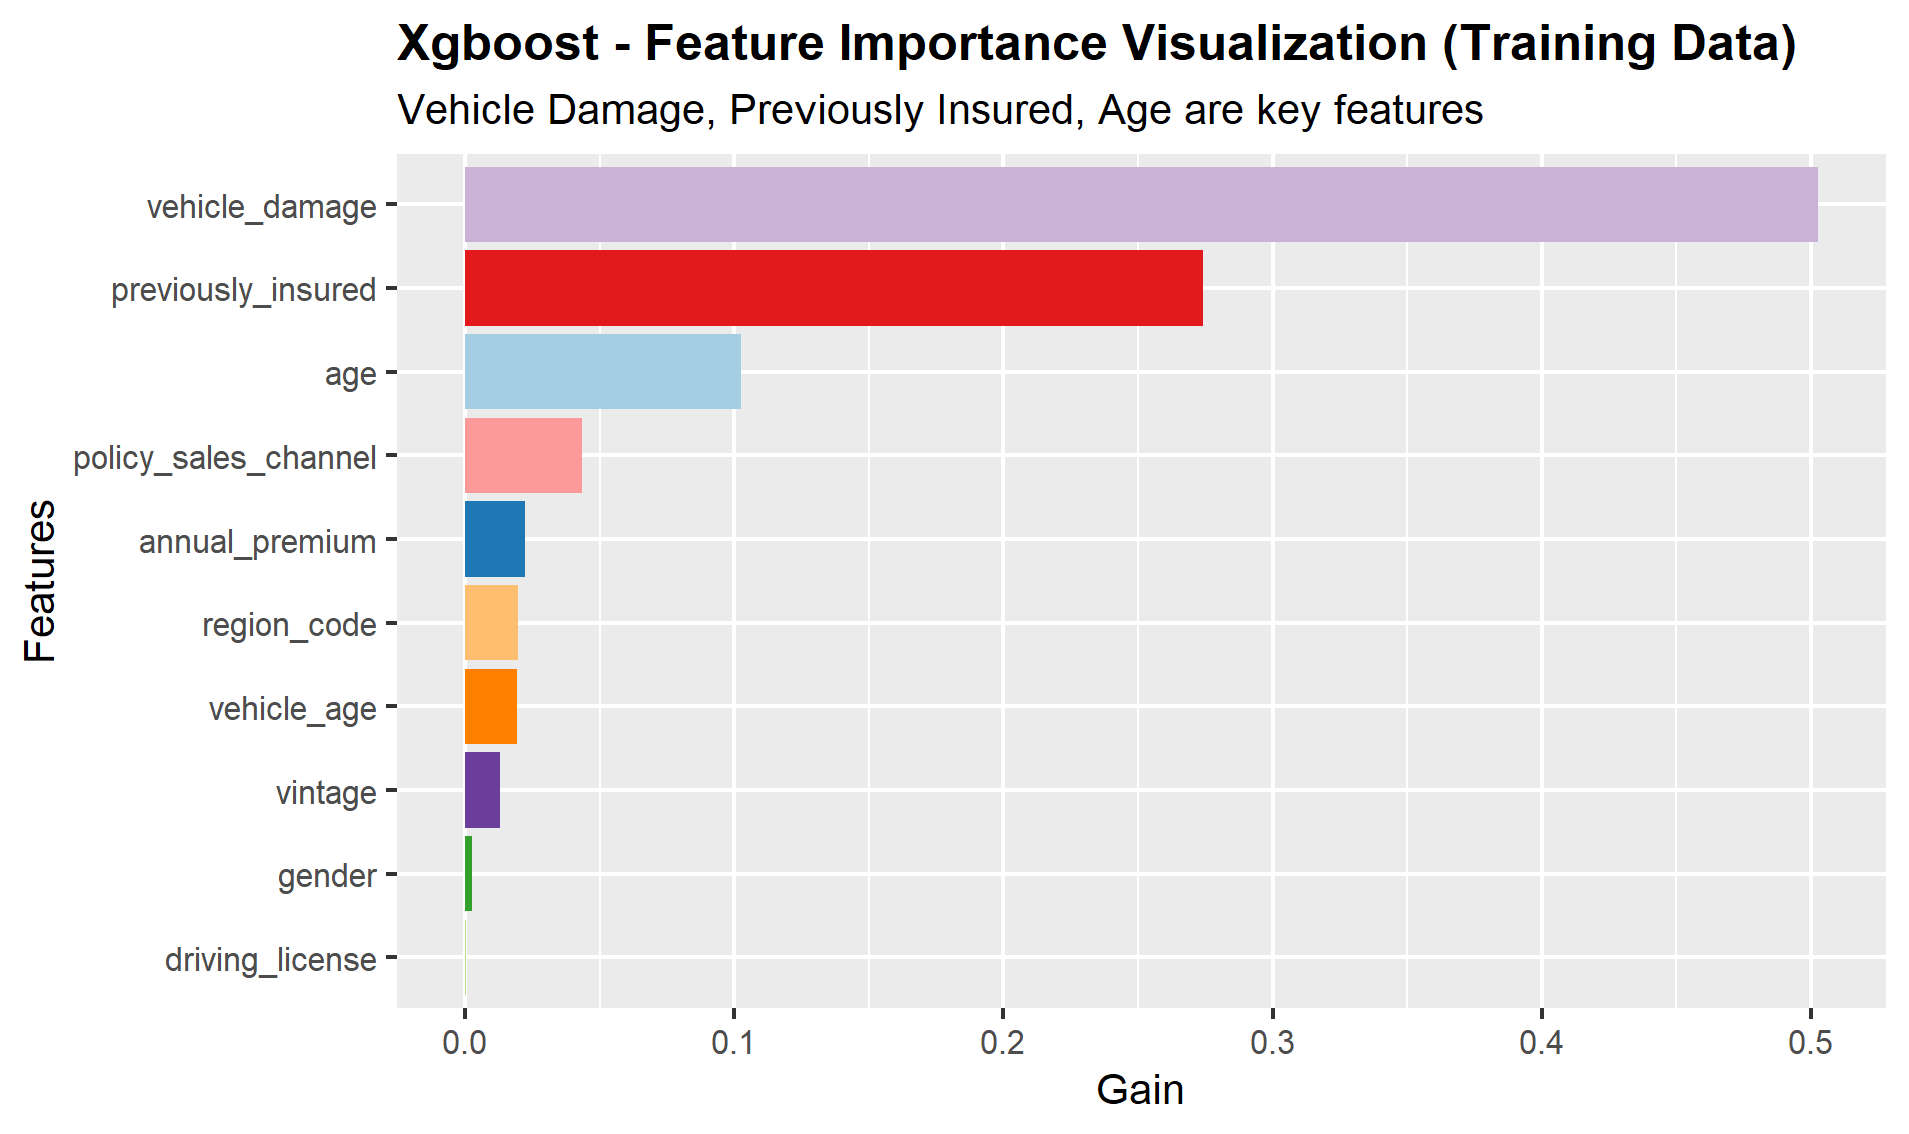 Xgboost - Feature Importance Visualization (Training Data)
Vehicle Damage, Previously Insured, Age are key features
Features
vehicle_damage
previously_insured
age
policy_sales_channel
annual_premium
region_code
vehicle_age
vintage
gender
driving_license
0.0 0.1 0.2 0.3 0.4 0.5
Gain